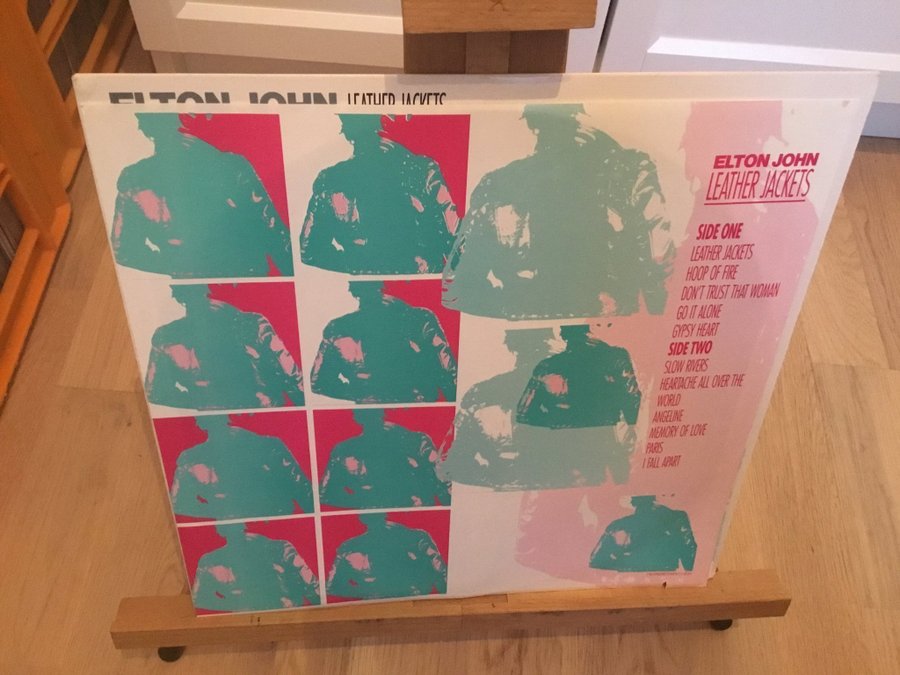 ELTON JOHN LEATHER JACKETS
ELTON JOHN
LEATHER JACKETS
SIDE ONE
LEATHER JACKETS
HOOP OF FIRE
DON'T TRUST THAT WOMAN
GO IT ALONE
GYPSY HEART
SIDE TWO
SLOW RIVERS
HEARTACHE ALL OVER THE
WORLD
ANGELINE
MEMORY OF LOVE
PARIS
I FALL APART